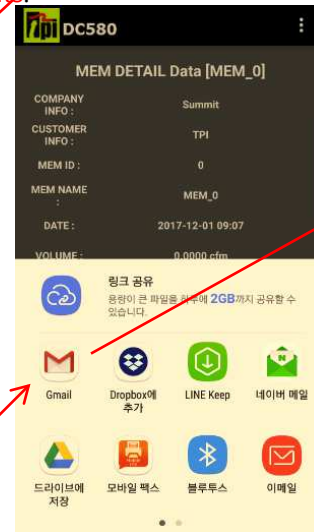 tpi DC580
MEM DETAIL Data [MEM_0]
COMPANY
INFO :
Summit
CUSTOMER
INFO :
TPI
MEM ID :
0
MEM NAME
:
MEM_0
DATE :
2017-12-01 09:07
VOLUME :
0.0000 cfm
링크 공유
용량이 큰 파일을 하루에 2GB까지 공유할 수
있습니다.
Gmail
Dropbox에
추가
LINE Keep
네이버 메일
드라이브에
저장
모바일 팩스
블루투스
이메일